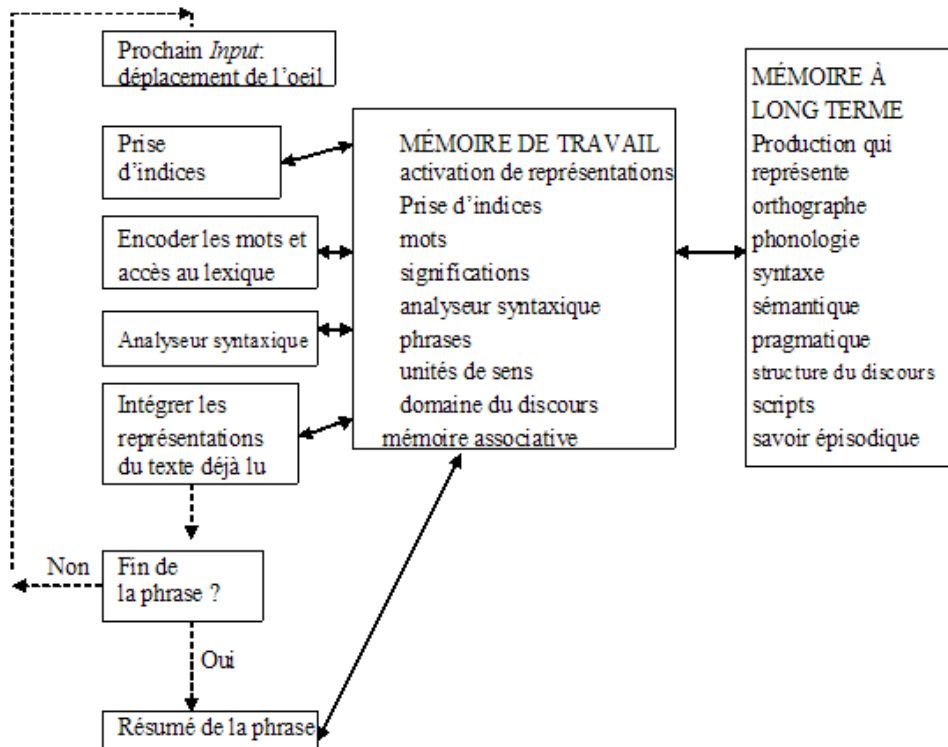 Prochain Input:
déplacement de l'oeil
Prise
d'indices
Encoder les mots et
accès au lexique
Analyseur syntaxique
Intégrer les
représentations
du texte déjà lu
Non
Fin de
la phrase ?
Oui
Résumé de la phrase
MÉMOIRE DE TRAVAIL
activation de représentations
Prise d'indices
mots
significations
analyseur syntaxique
phrases
unités de sens
domaine du discours
mémoire associative
MÉMOIRE À
LONG TERME
Production qui
représente
orthographe
phonologie
syntaxe
sémantique
pragmatique
structure du discours
scripts
savoir épisodique